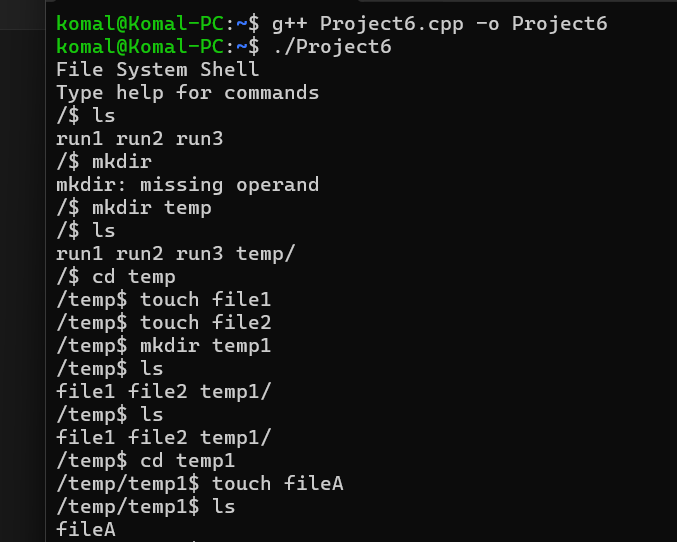 komal@Komal-PC:~$ g++ Project6.cpp -o Project6
komal@Komal-PC:~$ ./Project6
File System Shell
Type help for commands
/$ ls
run1 run2 run3
/$ mkdir
mkdir: missing operand
/$ mkdir temp
/$ ls
run1 run2 run3 temp/
/$ cd temp
/temp$ touch file1
/temp$ touch file2
/temp$ mkdir temp1
/temp$ ls
file1 file2 temp1/
/temp$ ls
file1 file2 temp1/
/temp$ cd temp1
/temp/temp1$ touch fileA
/temp/temp1$ ls
fileA